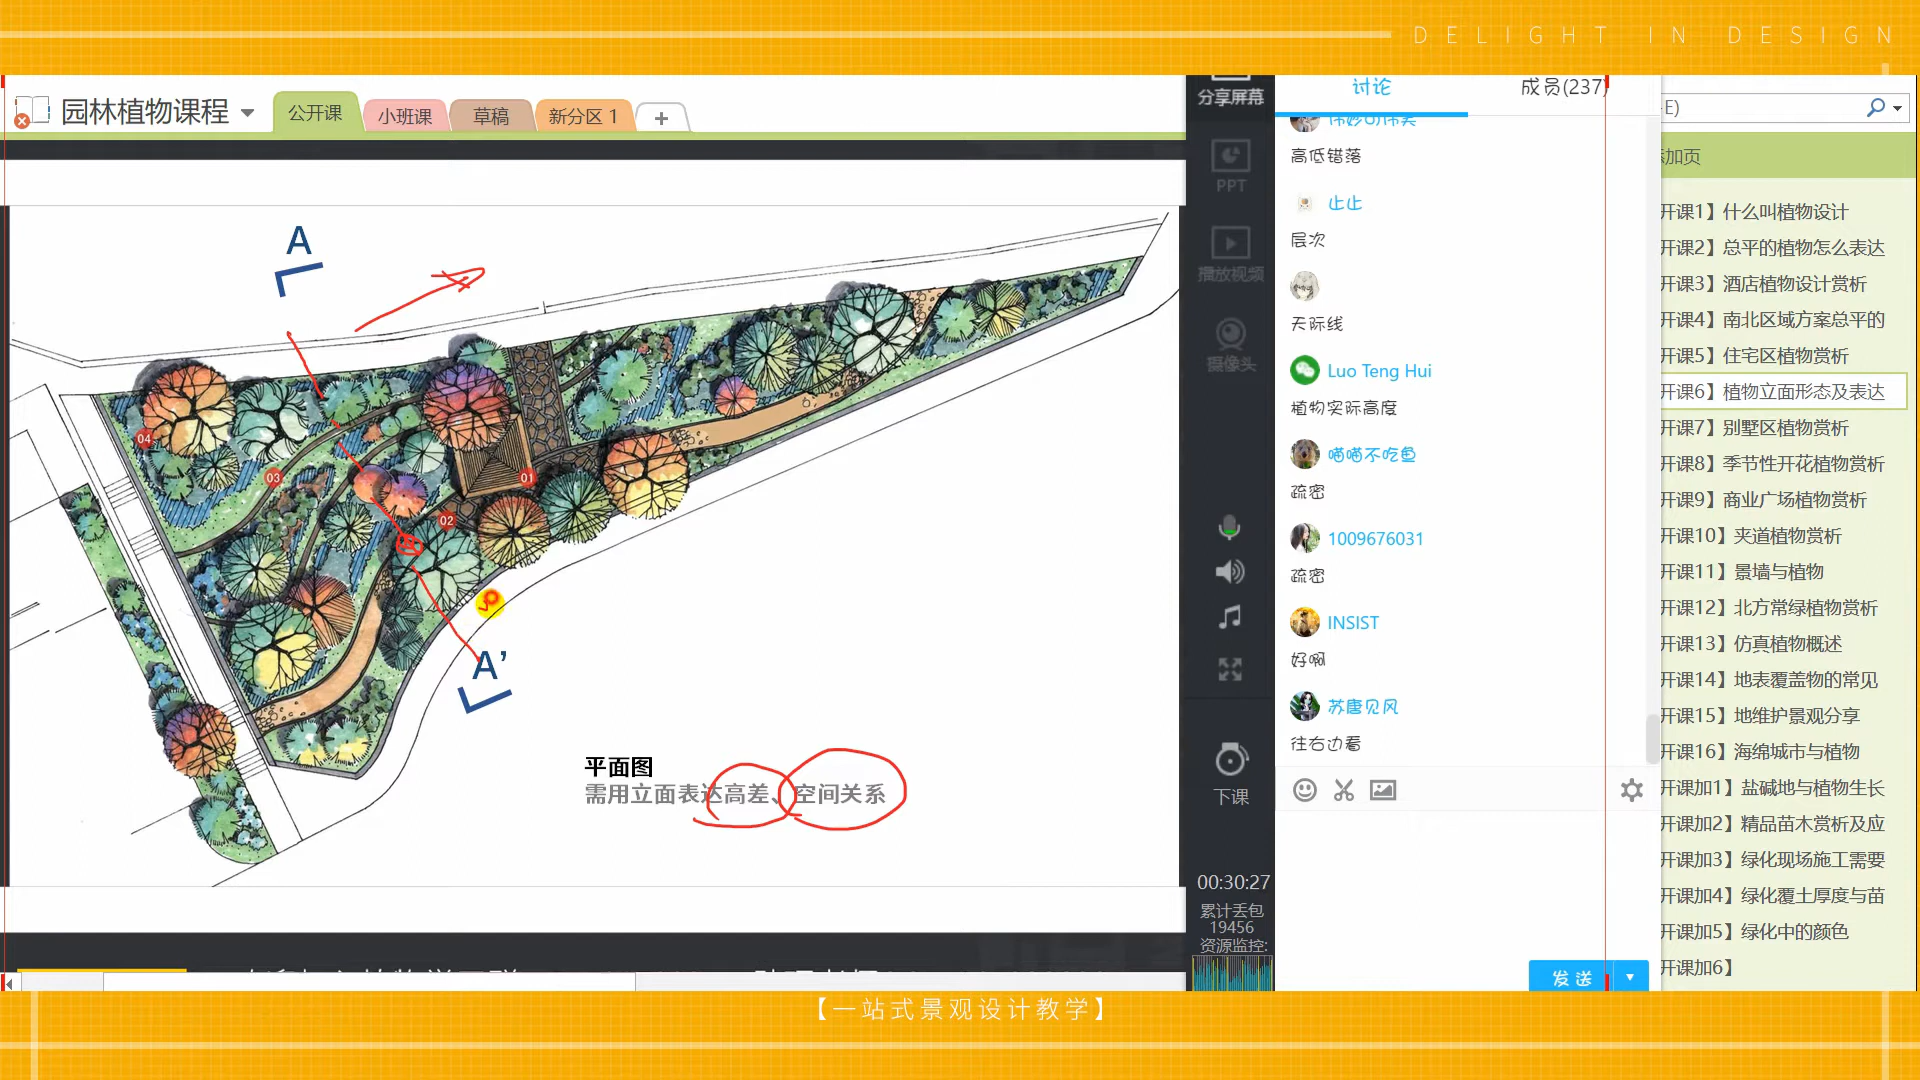 DELIGHT IN DESIGN
园林植物课程
公开课
小班课
草稿
新分区 1
+
A
04
03
01
02
A’
平面图
需用立面表达高差、空间关系
分享屏幕
PPT
播放视频
摄像头
下课
00:30:27
累计丢包
19456
资源监控:
讨论
成员(237)
高低错落
止止
层次
天际线
Luo Teng Hui
植物实际高度
喵喵不吃鱼
疏密
1009676031
疏密
INSIST
好啊
苏唐见风
往右边看
发送
E)
加页
开课1】什么叫植物设计
开课2】总平的植物怎么表达
开课3】酒店植物设计赏析
开课4】南北区域方案总平的
开课5】住宅区植物赏析
开课6】植物立面形态及表达
开课7】别墅区植物赏析
开课8】季节性开花植物赏析
开课9】商业广场植物赏析
开课10】夹道植物赏析
开课11】景墙与植物
开课12】北方常绿植物赏析
开课13】仿真植物概述
开课14】地表覆盖物的常见
开课15】地维护景观分享
开课16】海绵城市与植物
开课加1】盐碱地与植物生长
开课加2】精品苗木赏析及应
开课加3】绿化现场施工需要
开课加4】绿化覆土厚度与苗
开课加5】绿化中的颜色
开课加6】
【一站式景观设计教学】